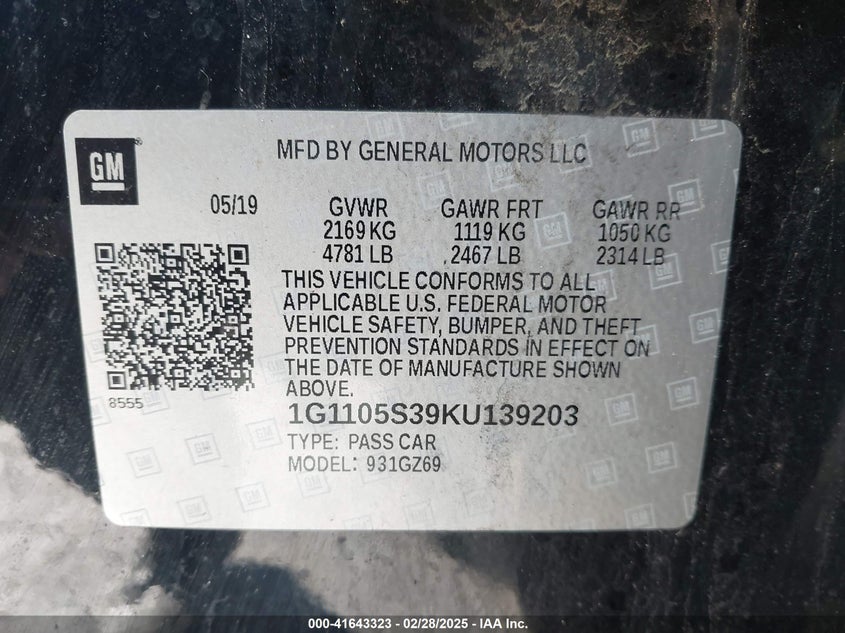 GM
MFD BY GENERAL MOTORS LLC
05/19 GVWR GAWR FRT GAWR RR
2169 KG 1119 KG 1050 KG
4781 LB 2467 LB 2314 LB
THIS VEHICLE CONFORMS TO ALL
APPLICABLE U.S. FEDERAL MOTOR
VEHICLE SAFETY, BUMPER, AND THEFT
PREVENTION STANDARDS IN EFFECT ON
THE DATE OF MANUFACTURE SHOWN
ABOVE.
8555
1G1105S39KU139203
TYPE: PASS CAR
MODEL: 931GZ69
000-41643323 / 02/28/2025 - IAA Inc.